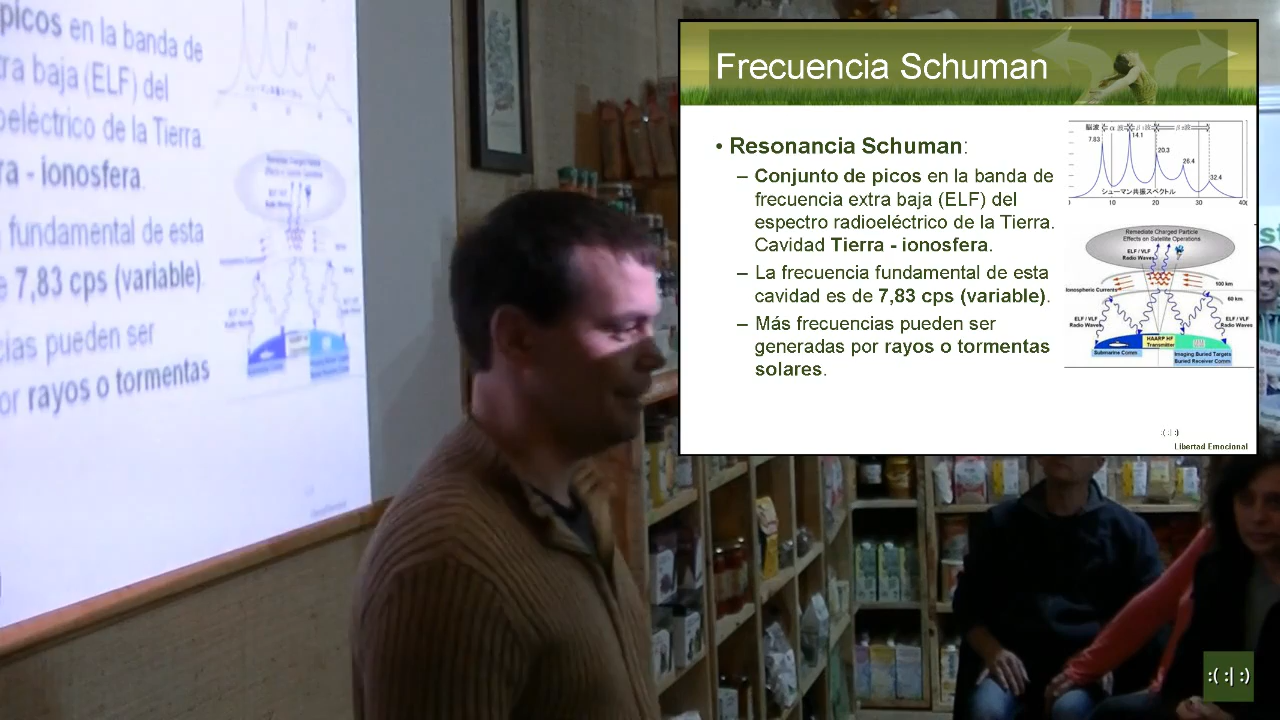 picos en la banda de
tra baja (ELF) del
oeléctrico de la Tierra.
ra - ionosfera.
fundamental de esta
e 7,83 cps (variable).
cias pueden ser
or rayos o tormentas
Frecuencia Schuman
• Resonancia Schuman:
– Conjunto de picos en la banda de
frecuencia extra baja (ELF) del
espectro radioeléctrico de la Tierra.
Cavidad Tierra - ionosfera.
– La frecuencia fundamental de esta
cavidad es de 7,83 cps (variable).
– Más frecuencias pueden ser
generadas por rayos o tormentas
solares.
脳波
7.83
14.1
20.3
26.4
32.4
シューマン共振スペクトル
10 20 30
Remediate Charged Particle
Effects on Satellite Operations
ELF / VLF
Radio Waves
Ionospheric Currents
100 km
60 km
ELF / VLF
Radio Waves
ELF / VLF
Radio Waves
HAARP HF
Transmitter
Submarine Comm
Imaging Buried Targets
Buried Receiver Comm
:( :| :)
Libertad Emocional
:( :| :)